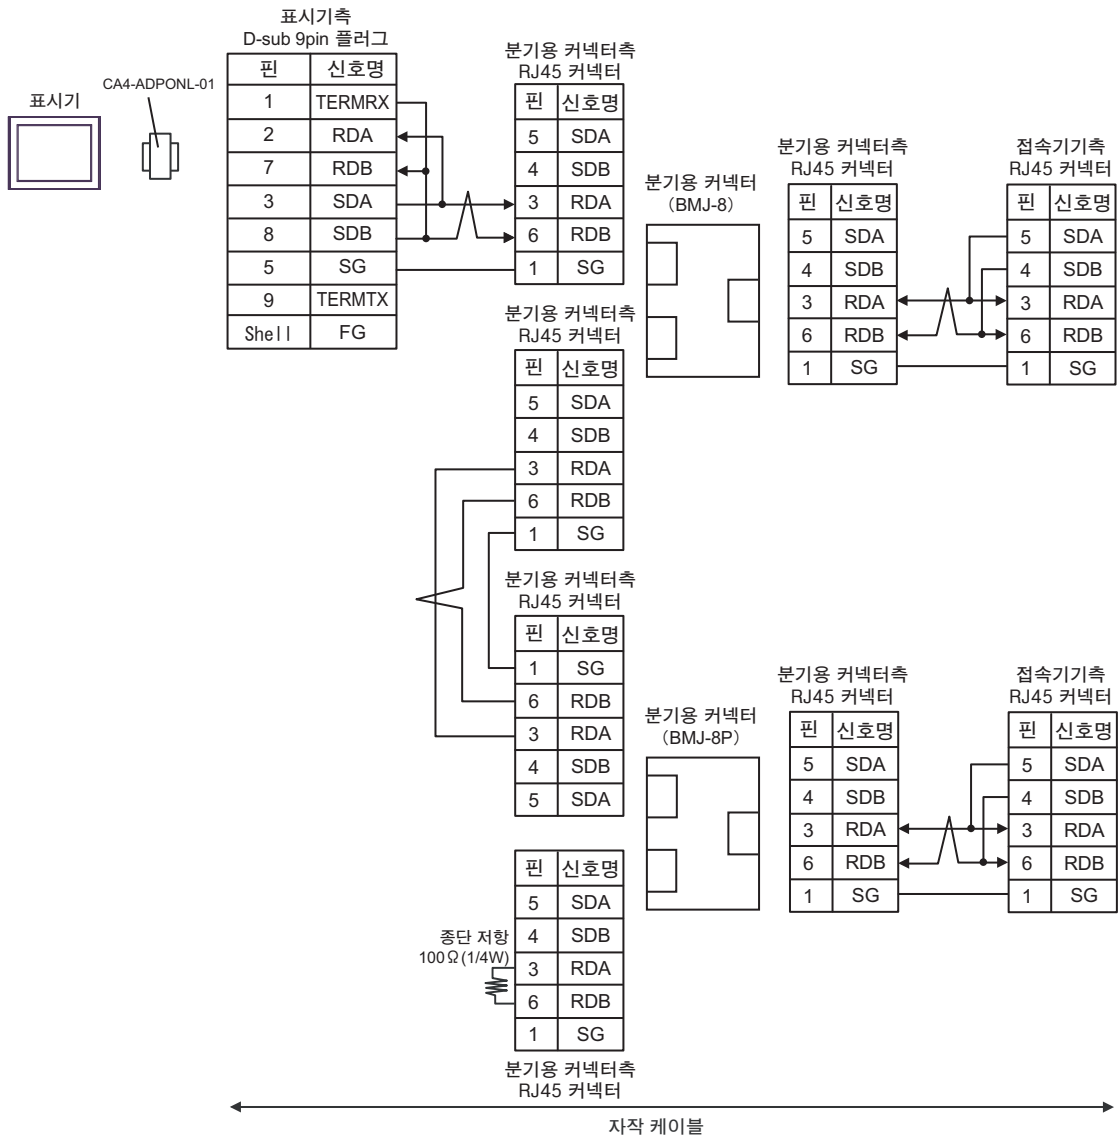 표시기
CA4-ADPONL-01
표시기측
D-sub 9pin 플러그
핀 신호명
1 TERMRX
2 RDA
7 RDB
3 SDA
8 SDB
5 SG
9 TERMTX
Shell FG
분기용 커넥터측
RJ45 커넥터
핀 신호명
5 SDA
4 SDB
3 RDA
6 RDB
1 SG
분기용 커넥터
(BMJ-8)
분기용 커넥터측
RJ45 커넥터
핀 신호명
5 SDA
4 SDB
3 RDA
6 RDB
1 SG
접속기기측
RJ45 커넥터
핀 신호명
5 SDA
4 SDB
3 RDA
6 RDB
1 SG
분기용 커넥터측
RJ45 커넥터
핀 신호명
5 SDA
4 SDB
3 RDA
6 RDB
1 SG
분기용 커넥터측
RJ45 커넥터
핀 신호명
1 SG
6 RDB
3 RDA
4 SDB
5 SDA
분기용 커넥터
(BMJ-8P)
분기용 커넥터측
RJ45 커넥터
핀 신호명
5 SDA
4 SDB
3 RDA
6 RDB
1 SG
접속기기측
RJ45 커넥터
핀 신호명
5 SDA
4 SDB
3 RDA
6 RDB
1 SG
종단 저항
100Ω(1/4W)
핀 신호명
5 SDA
4 SDB
3 RDA
6 RDB
1 SG
분기용 커넥터측
RJ45 커넥터
자작 케이블